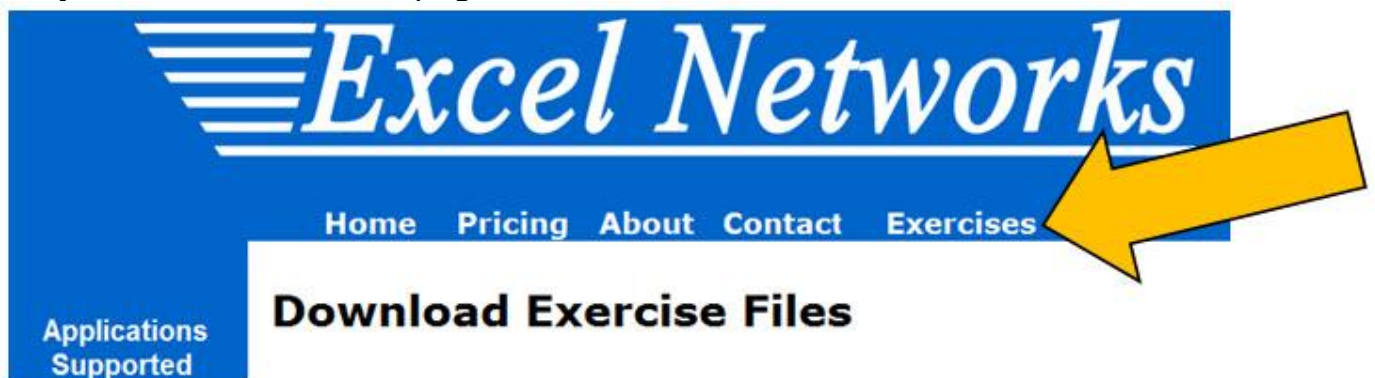 Excel Networks
Home Pricing About Contact Exercises
Download Exercise Files
Applications
Supported